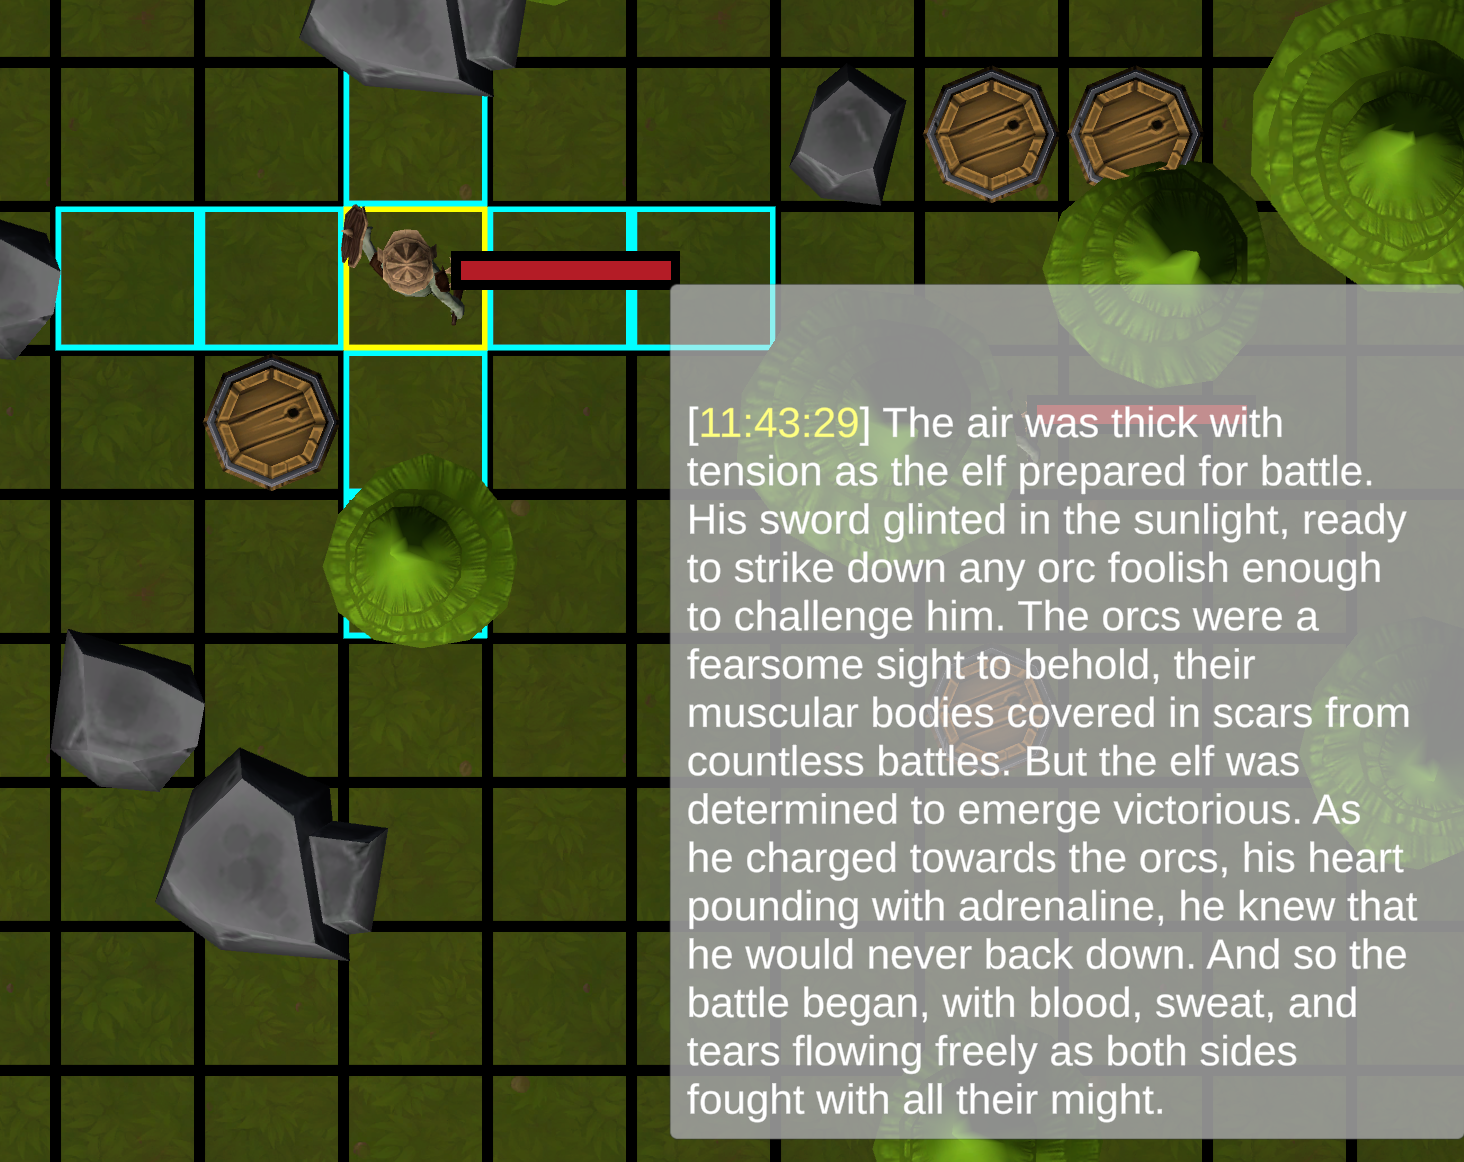 [11:43:29] The air was thick with
tension as the elf prepared for battle.
His sword glinted in the sunlight, ready
to strike down any orc foolish enough
to challenge him. The orcs were a
fearsome sight to behold, their
muscular bodies covered in scars from
countless battles. But the elf was
determined to emerge victorious. As
he charged towards the orcs, his heart
pounding with adrenaline, he knew that
he would never back down. And so the
battle began, with blood, sweat, and
tears flowing freely as both sides
fought with all their might.